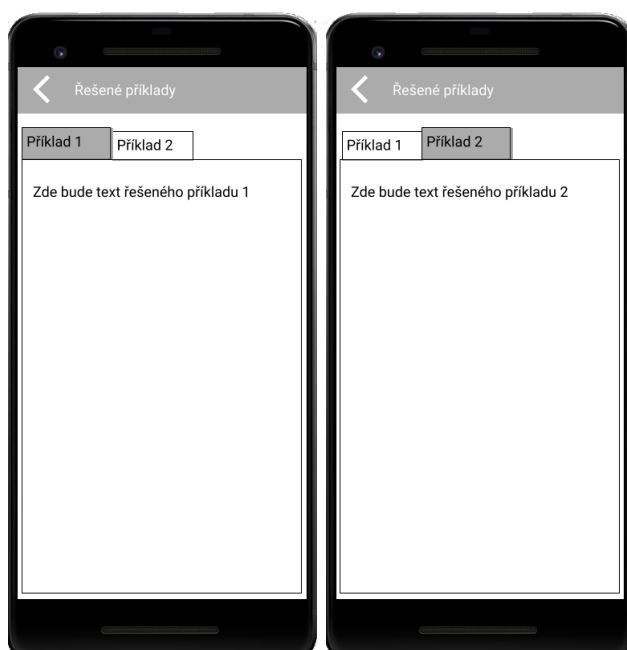 Řešené příklady
Příklad 1
Příklad 2
Zde bude text řešeného příkladu 1
Řešené příklady
Příklad 1
Příklad 2
Zde bude text řešeného příkladu 2